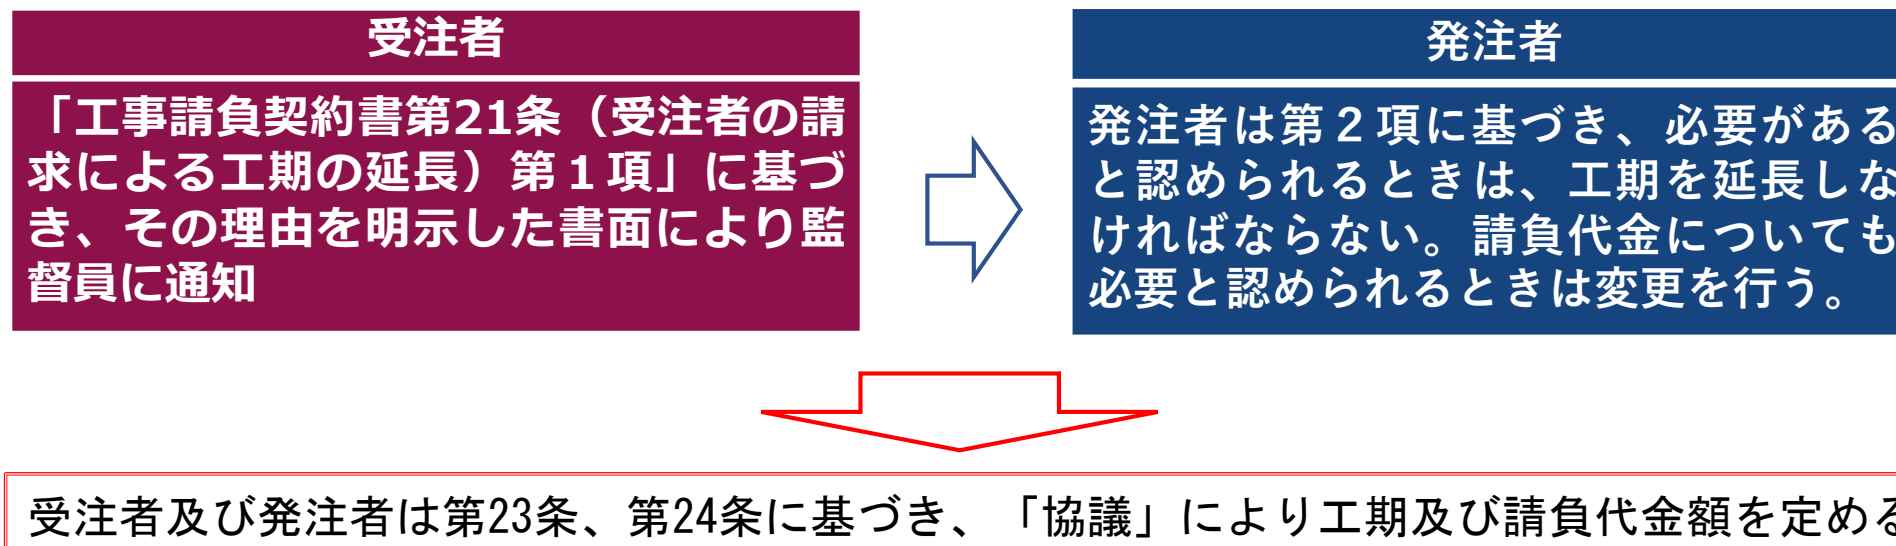 受注者
「工事請負契約書第21条（受注者の請
求による工期の延長）第１項」に基づ
き、その理由を明示した書面により監
督員に通知
発注者
発注者は第２項に基づき、必要がある
と認められるときは、工期を延長しな
ければならない。請負代金についても
必要と認められるときは変更を行う。
受注者及び発注者は第23条、第24条に基づき、「協議」により工期及び請負代金額を定める